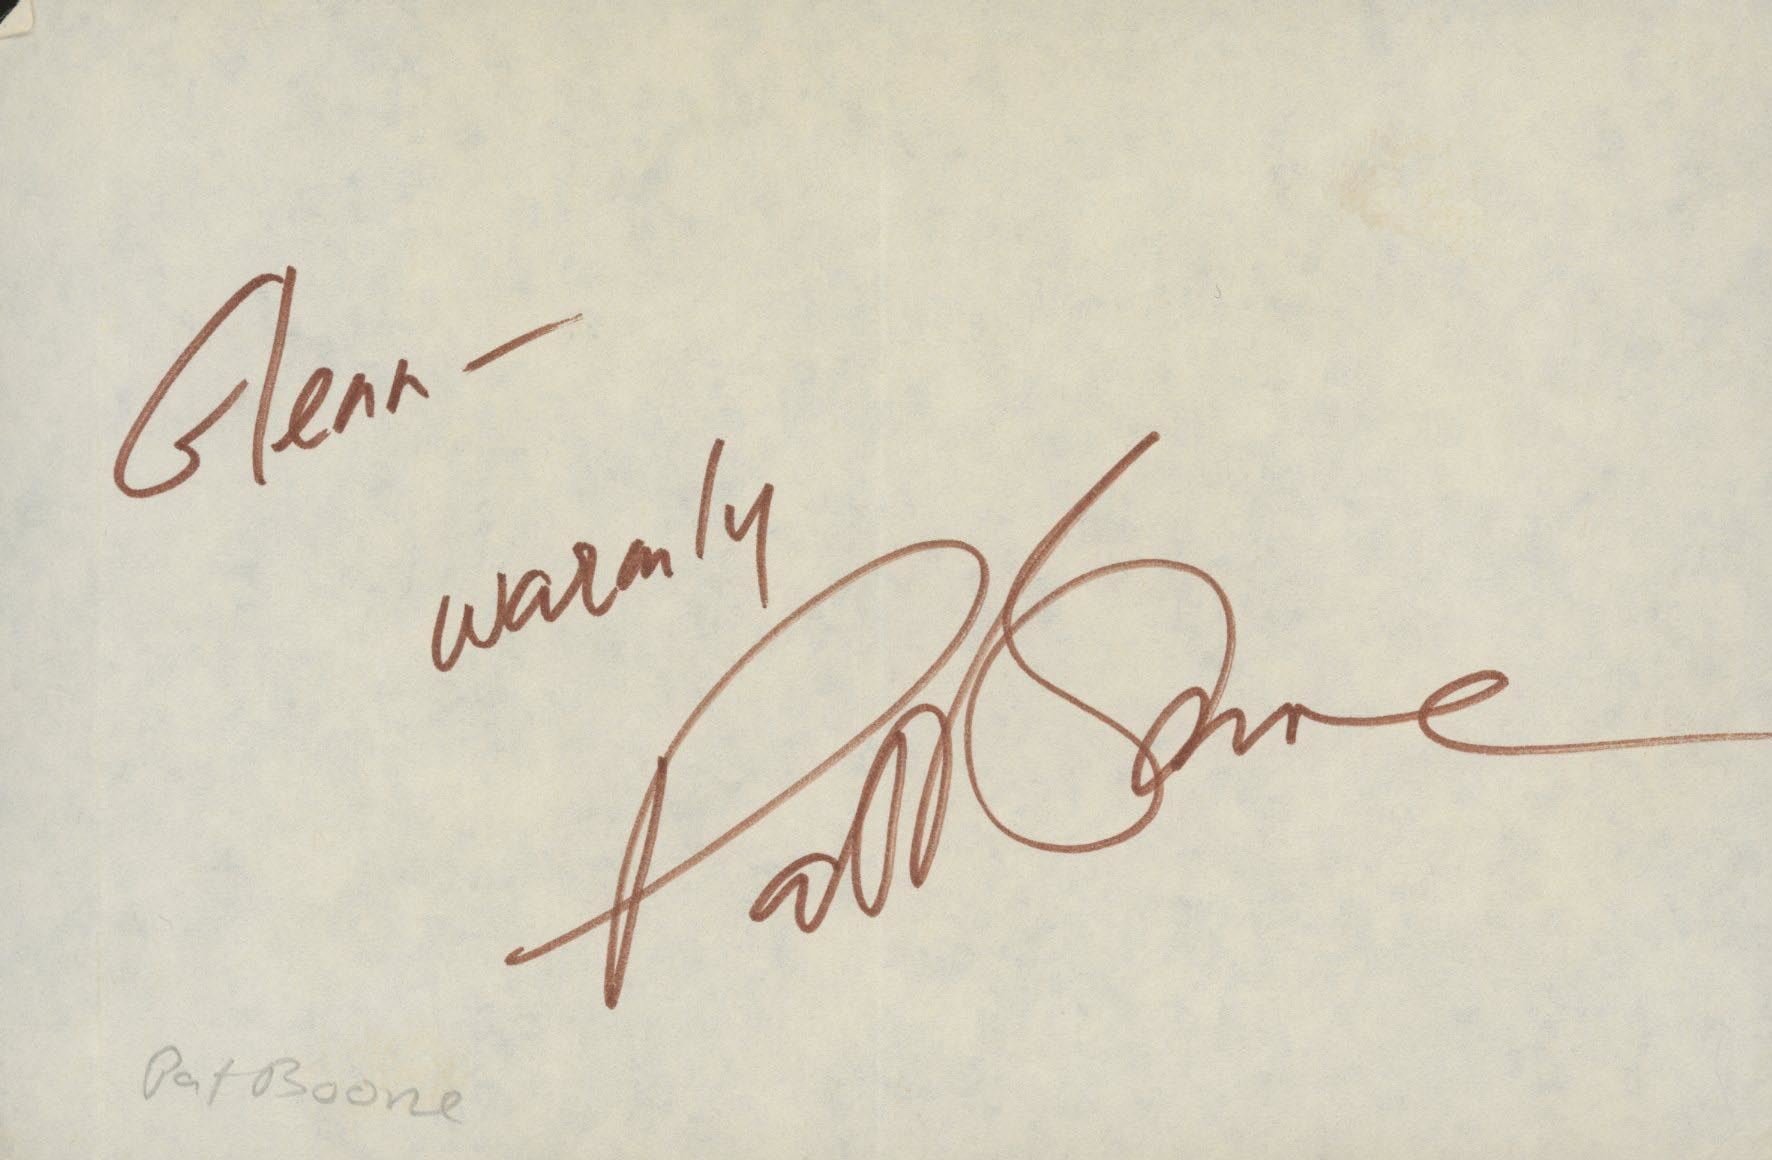 Glenn –
warmly
Pat Boone
Pat Boone